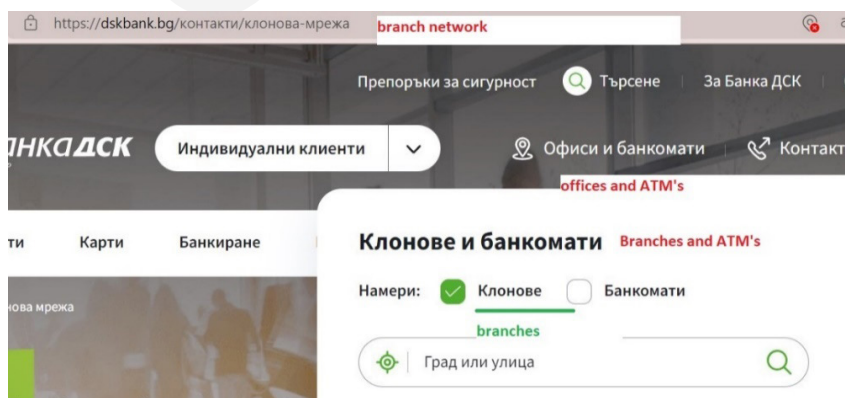 https://dskbank.bg/контакти/клонова-мрежа branch network
Препоръки за сигурност Търсене За Банка ДСК
дск Индивидуални клиенти Офиси и банкомати
offices and ATM's
Карти Банкиране Клонове и банкомати Branches and ATM's
Намери: Клонове Банкомати
мрежа
branches
Град или улица